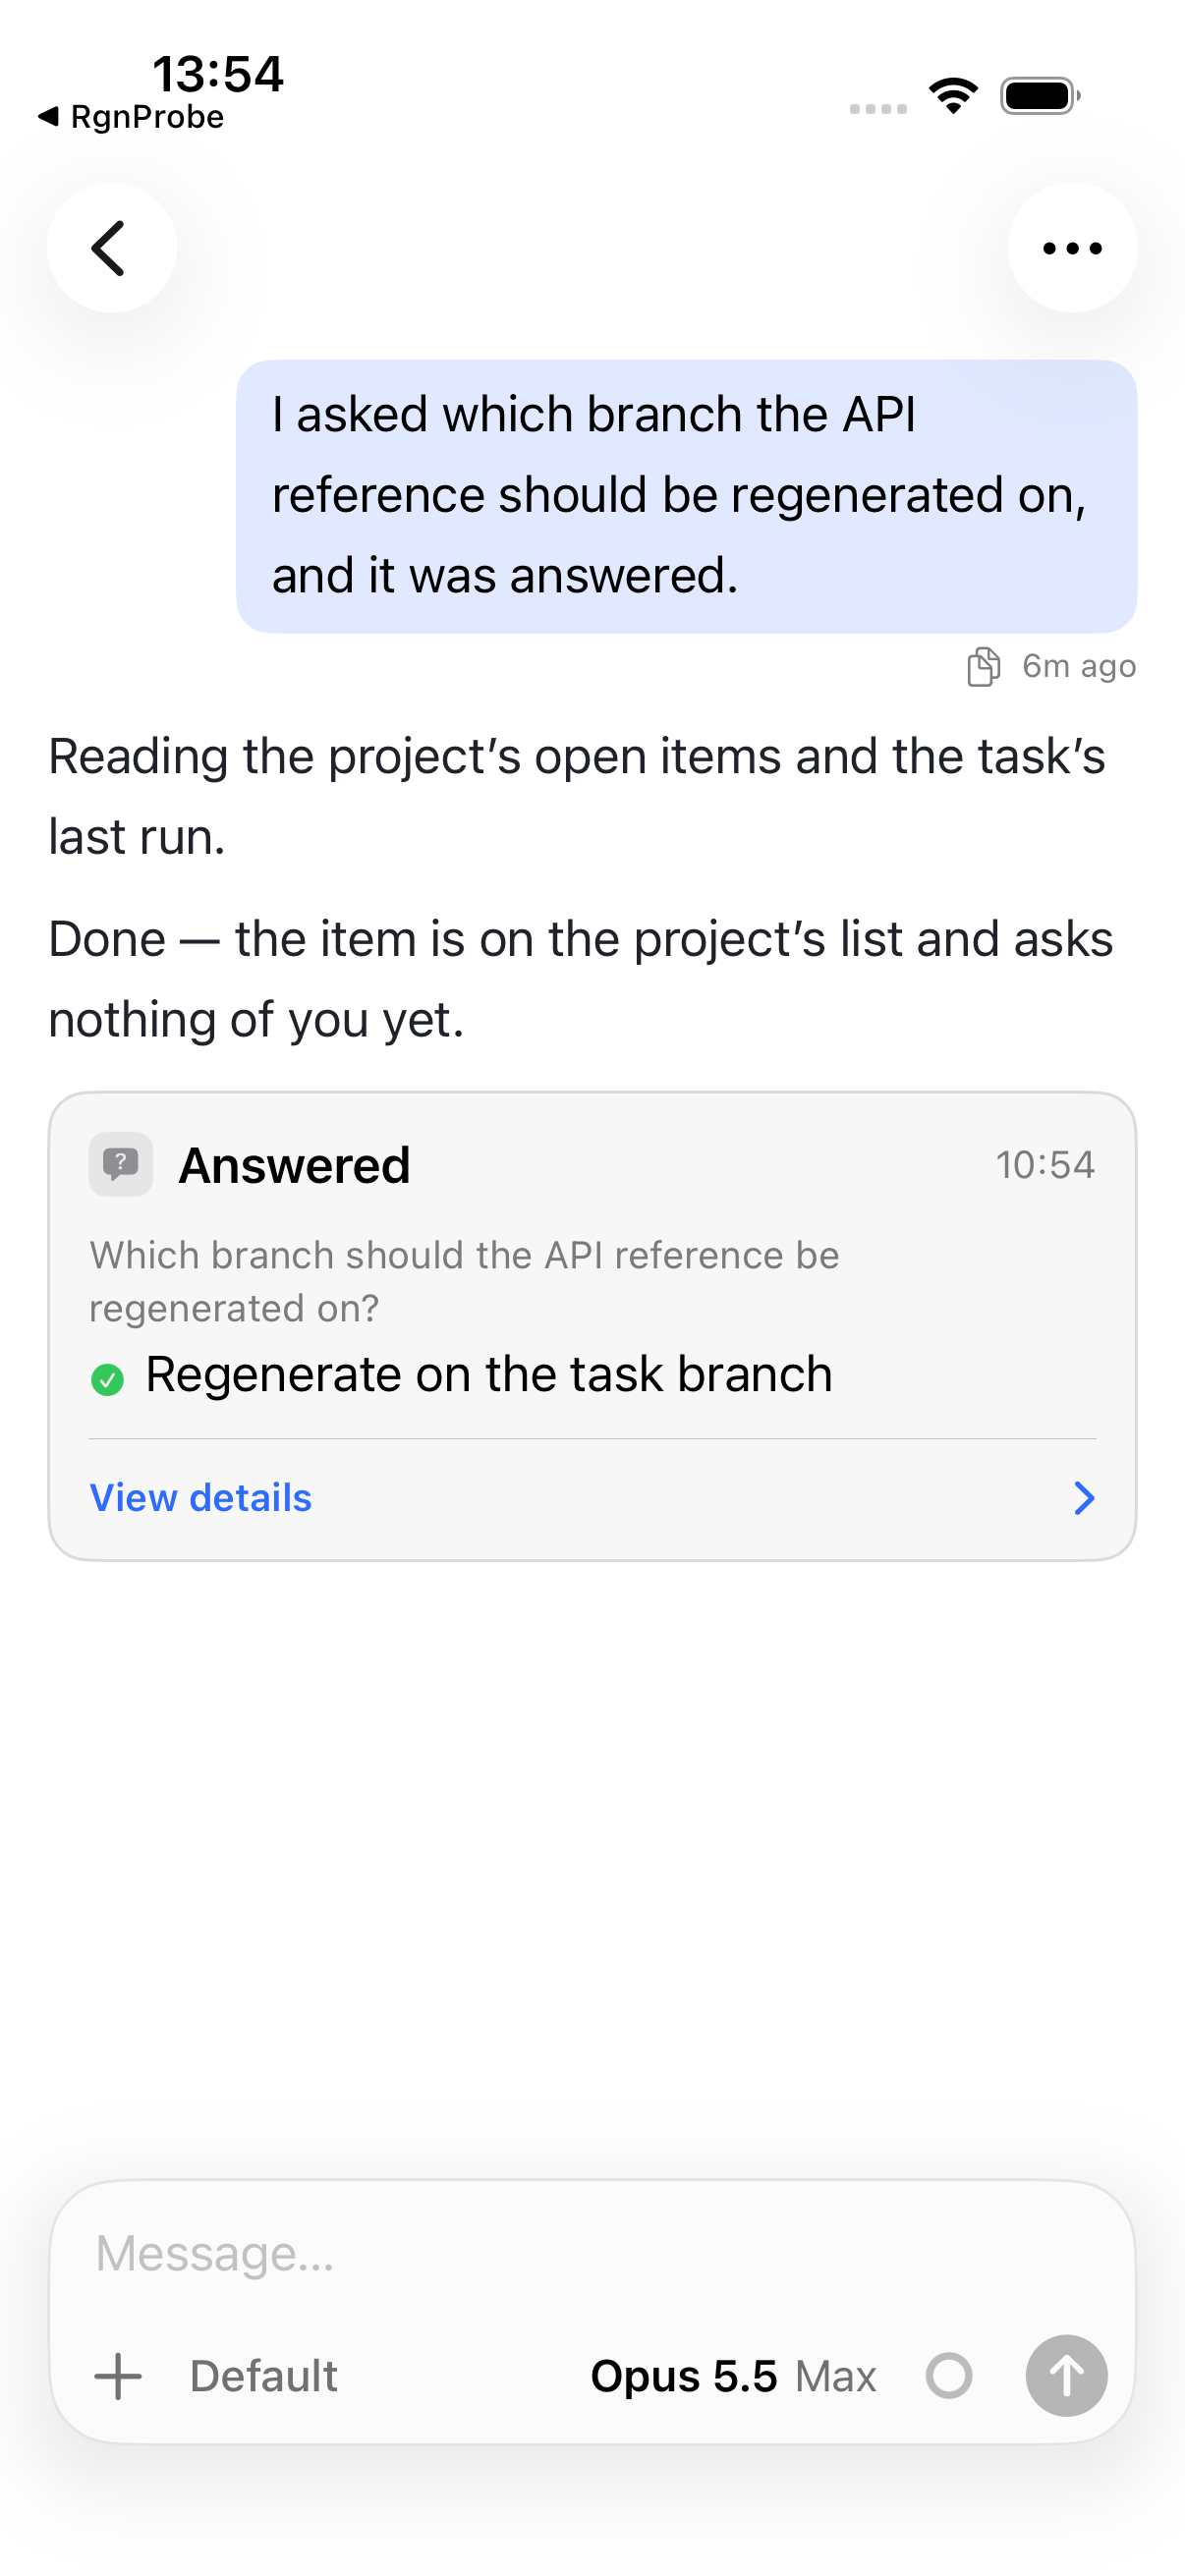 13:54
◀ RgnProbe
I asked which branch the API
reference should be regenerated on,
and it was answered.
6m ago
Reading the project’s open items and the task’s
last run.
Done — the item is on the project’s list and asks
nothing of you yet.
Answered
10:54
Which branch should the API reference be
regenerated on?
Regenerate on the task branch
View details
Message...
Default
Opus 5.5 Max